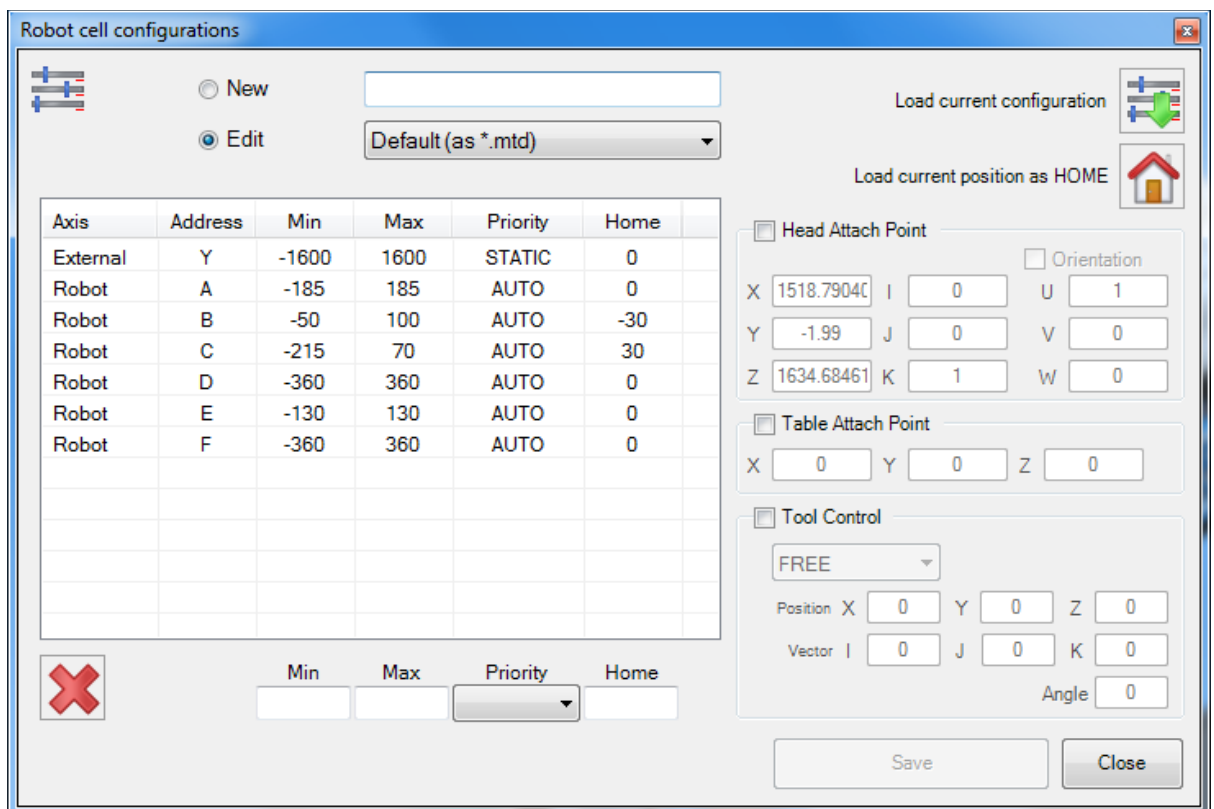 Robot cell configurations
New
Load current configuration
Edit Default (as *.mtd)
Load current position as HOME
Axis Address Min Max Priority Home
External Y -1600 1600 STATIC 0
Robot A -185 185 AUTO 0
Robot B -50 100 AUTO -30
Robot C -215 70 AUTO 30
Robot D -360 360 AUTO 0
Robot E -130 130 AUTO 0
Robot F -360 360 AUTO 0
Min Max Priority Home
Head Attach Point
Orientation
X 1518.7904 I 0 U 1
Y -1.99 J 0 V 0
Z 1634.68461 K 1 W 0
Table Attach Point
X 0 Y 0 Z 0
Tool Control
FREE
Position X 0 Y 0 Z 0
Vector I 0 J 0 K 0
Angle 0
Save Close